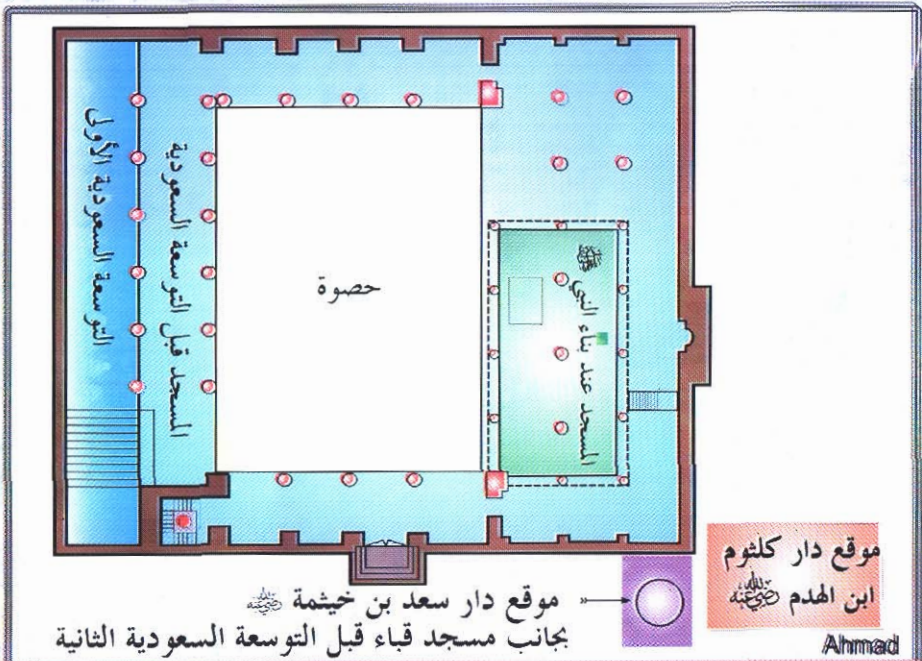 التوسعة السعودية الأولى
المسجد قبل التوسعة السعودية
حصوة
المسجد عند بناء النبي ﷺ
موقع دار كلثوم
ابن الهدم رضي الله عنه
موقع دار سعد بن خيثمة رضي الله عنه
بجانب مسجد قباء قبل التوسعة السعودية الثانية
Ahmad